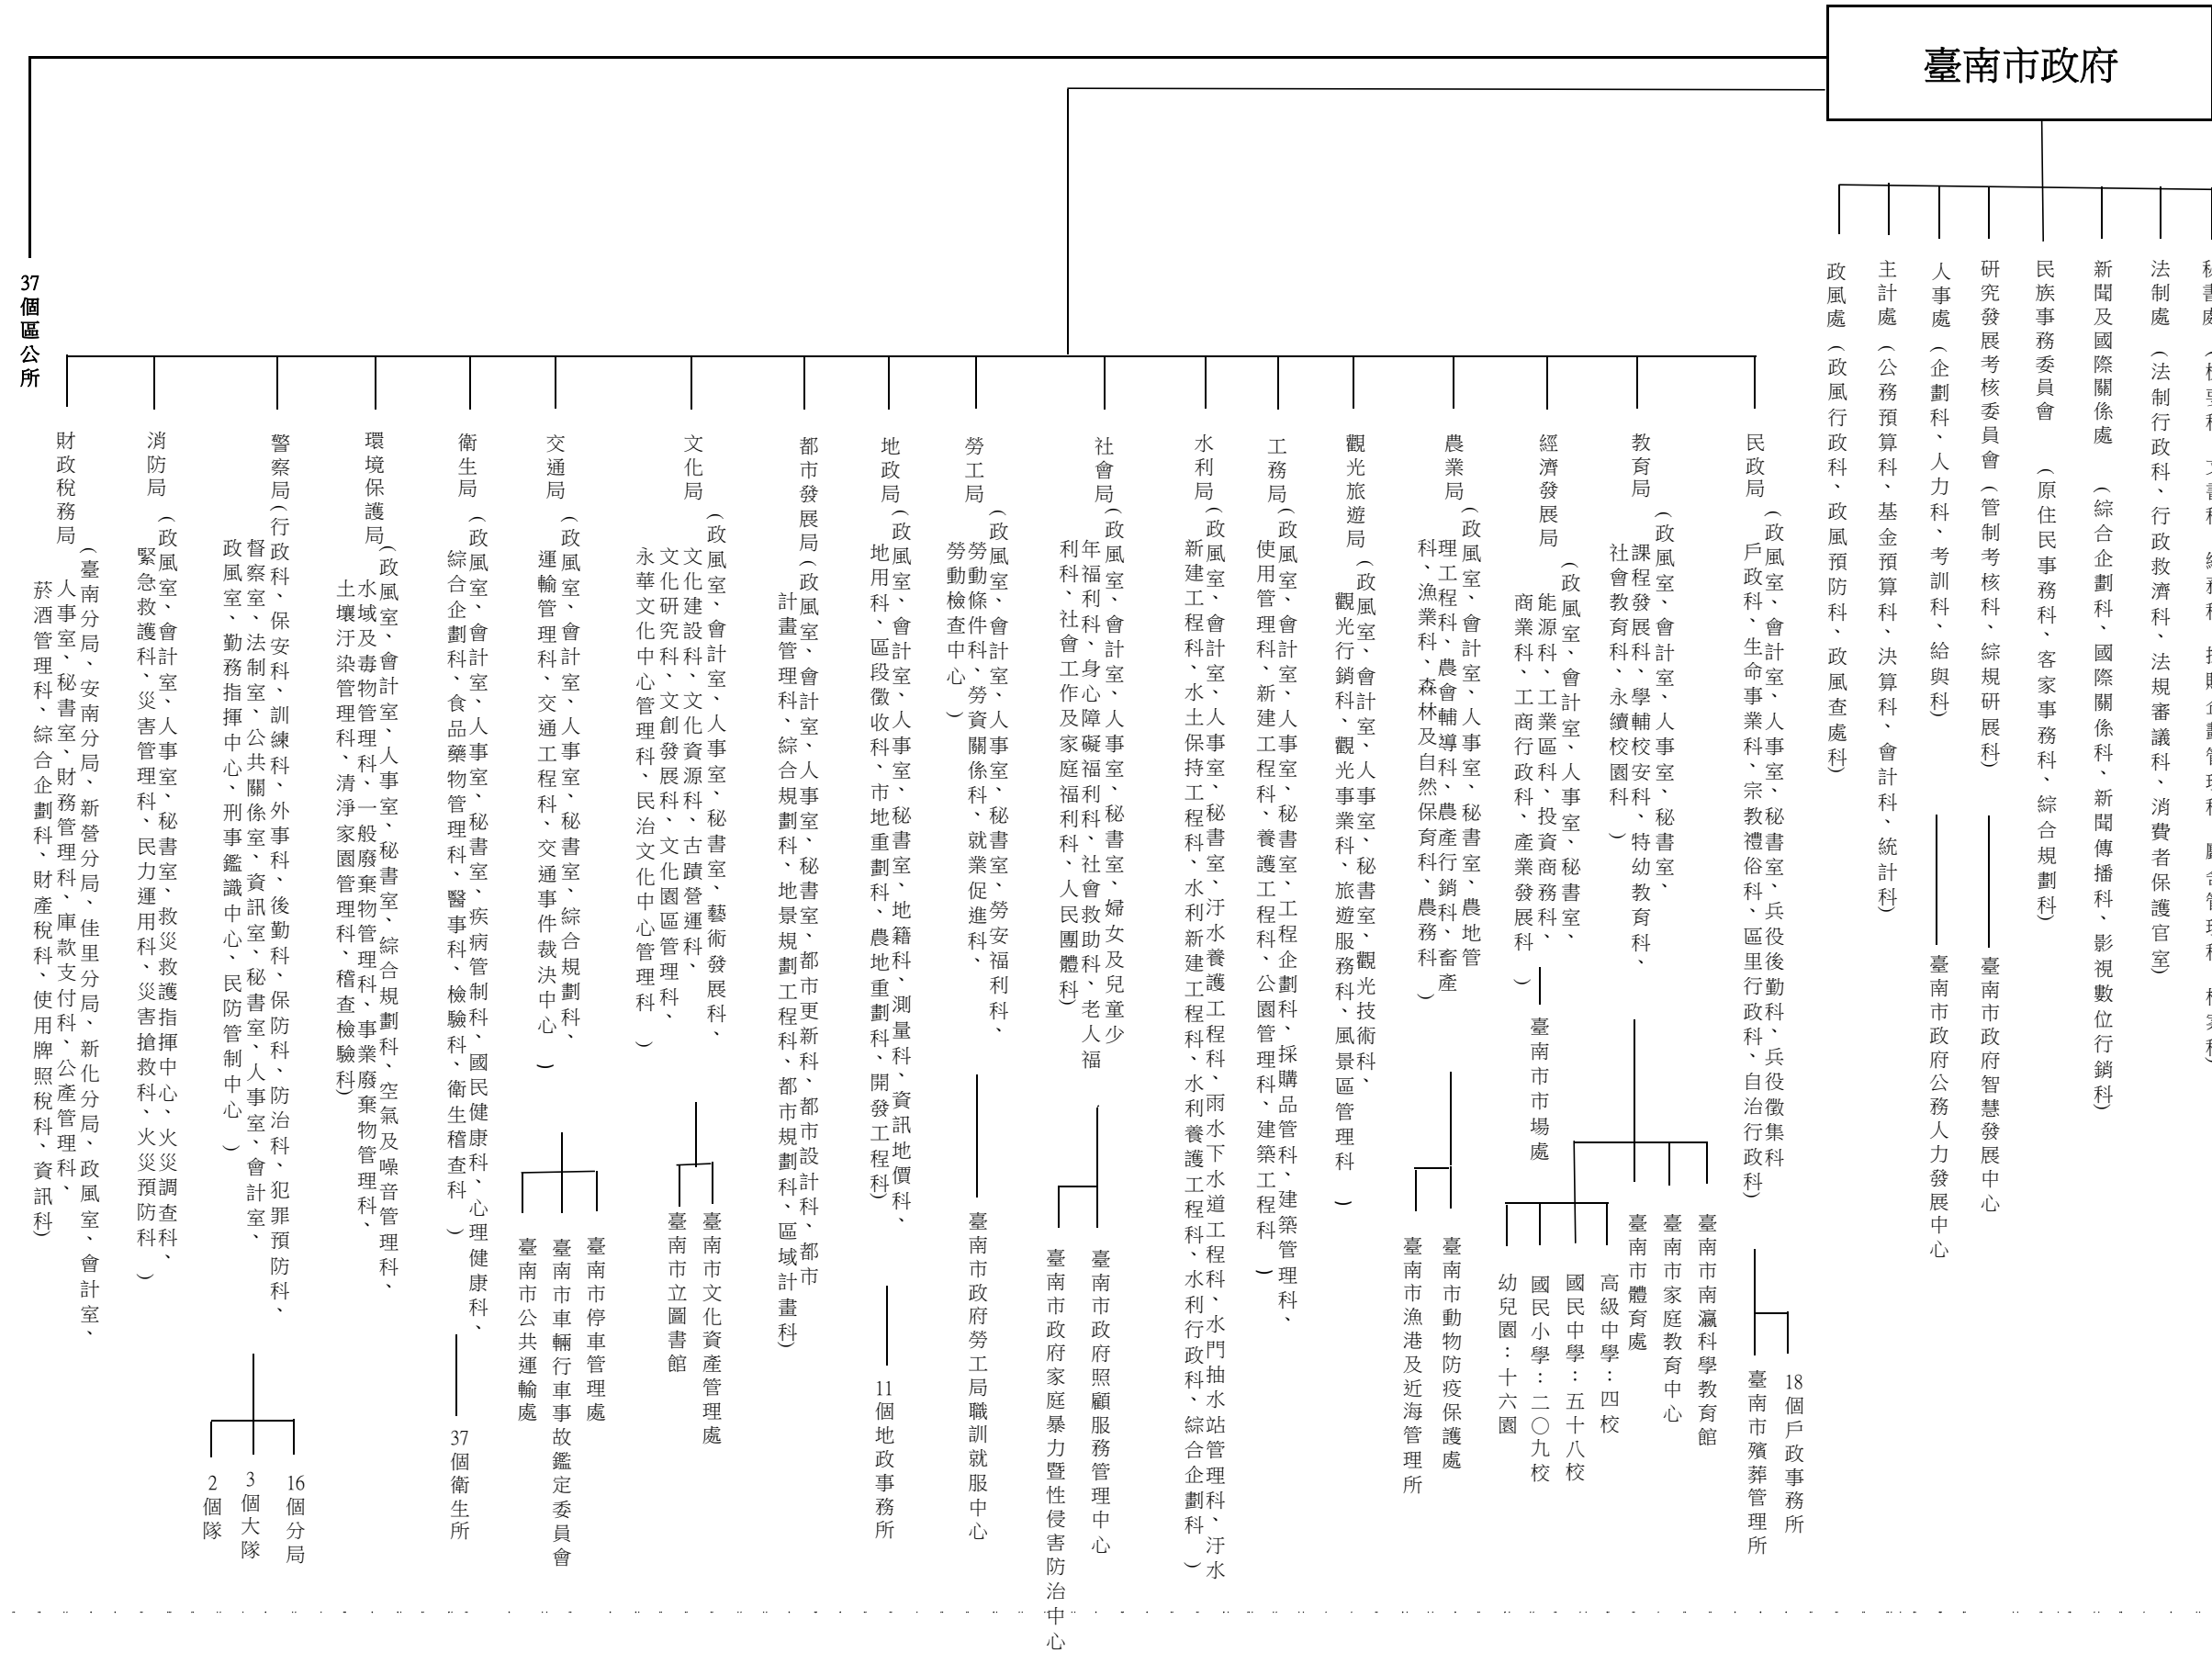 臺南市政府
秘書處
法制處（法制行政科、行政救濟科、法規審議科、消費者保護官室）
新聞及國際關係處（綜合企劃科、國際關係科、新聞傳播科、影視數位行銷科）
民族事務委員會（原住民事務科、客家事務科、綜合規劃科）
研究發展考核委員會（管制考核科、綜規研展科）
臺南市政府智慧發展中心
人事處（企劃科、人力科、考訓科、給與科）
臺南市政府公務人力發展中心
主計處（公務預算科、基金預算科、決算科、會計科、統計科）
政風處（政風行政科、政風預防科、政風查處科）
民政局（政風室、會計室、人事室、秘書室、兵役後勤科、兵役徵集科
戶政科、生命事業科、宗教禮俗科、區里行政科、自治行政科）
18個戶政事務所
臺南市殯葬管理所
教育局（政風室、會計室、人事室、秘書室、
課程發展科、學輔校安科、特幼教育科、
社會教育科、永續校園科）
臺南市南瀛科學教育館
臺南市家庭教育中心
臺南市體育處
高級中學：四校
國民中學：五十八校
國民小學：二〇九校
幼兒園：十六園
經濟發展局（政風室、會計室、人事室、秘書室、
能源科、工業區科、投資商務科、
商業科、工商行政科、產業發展科）
臺南市市場處
農業局（政風室、會計室、人事室、秘書室、農地管
理工程科、農會輔導科、農產行銷科、畜產
科、漁業科、森林及自然保育科、農務科）
臺南市動物防疫保護處
臺南市漁港及近海管理所
觀光旅遊局（政風室、會計室、人事室、秘書室、觀光技術科、
觀光行銷科、觀光事業科、旅遊服務科、風景區管理科）
工務局（政風室、會計室、人事室、秘書室、工程企劃科、採購品管科、建築管理科、
使用管理科、新建工程科、養護工程科、公園管理科、建築工程科）
水利局（政風室、會計室、人事室、秘書室、汙水養護工程科、雨水下水道工程科、水門抽水站管理科、汙水
新建工程科、水土保持工程科、水利新建工程科、水利養護工程科、水利行政科、綜合企劃科）
社會局（政風室、會計室、人事室、秘書室、婦女及兒童少
年福利科、身心障礙福利科、社會救助科、老人福
利科、社會工作及家庭福利科、人民團體科）
臺南市政府照顧服務管理中心
臺南市政府家庭暴力暨性侵害防治中心
勞工局（政風室、會計室、人事室、秘書室、勞安福利科、
勞動條件科、勞資關係科、就業促進科、
勞動檢查中心）
臺南市政府勞工局職訓就服中心
地政局（政風室、會計室、人事室、秘書室、地籍科、測量科、資訊地價科、
地用科、區段徵收科、市地重劃科、農地重劃科、開發工程科）
11個地政事務所
都市發展局（政風室、會計室、人事室、秘書室、都市更新科、都市設計科、都市
計畫管理科、綜合規劃科、地景規劃工程科、都市規劃科、區域計畫科）
文化局（政風室、會計室、人事室、秘書室、藝術發展科、
文化建設科、文化資源科、古蹟營運科、
文化研究科、文創發展科、文化園區管理科、
永華文化中心管理科、民治文化中心管理科）
臺南市文化資產管理處
臺南市立圖書館
交通局（政風室、會計室、人事室、秘書室、綜合規劃科、
運輸管理科、交通工程科、交通事件裁決中心）
臺南市停車管理處
臺南市車輛行車事故鑑定委員會
臺南市公共運輸處
衛生局（政風室、會計室、人事室、秘書室、疾病管制科、國民健康科、心理健康科、
綜合企劃科、食品藥物管理科、醫事科、檢驗科、衛生稽查科）
37個衛生所
環境保護局（政風室、會計室、人事室、秘書室、綜合規劃科、空氣及噪音管理科、
水域及毒物管理科、一般廢棄物管理科、事業廢棄物管理科、
土壤汙染管理科、清淨家園管理科、稽查檢驗科）
警察局（行政科、保安科、訓練科、外事科、後勤科、保防科、防治科、犯罪預防科、
督察室、法制室、公共關係室、資訊室、秘書室、人事室、會計室、
政風室、勤務指揮中心、刑事鑑識中心、民防管制中心）
16個分局
3個大隊
2個隊
消防局（政風室、會計室、人事室、秘書室、救災救護指揮中心、火災調查科、
緊急救護科、災害管理科、民力運用科、災害搶救科、火災預防科）
財政稅務局（臺南分局、安南分局、新營分局、佳里分局、新化分局、政風室、會計室、
人事室、秘書室、財務管理科、庫款支付科、公產管理科、
菸酒管理科、綜合企劃科、財產稅科、使用牌照稅科、資訊科）
37個區公所